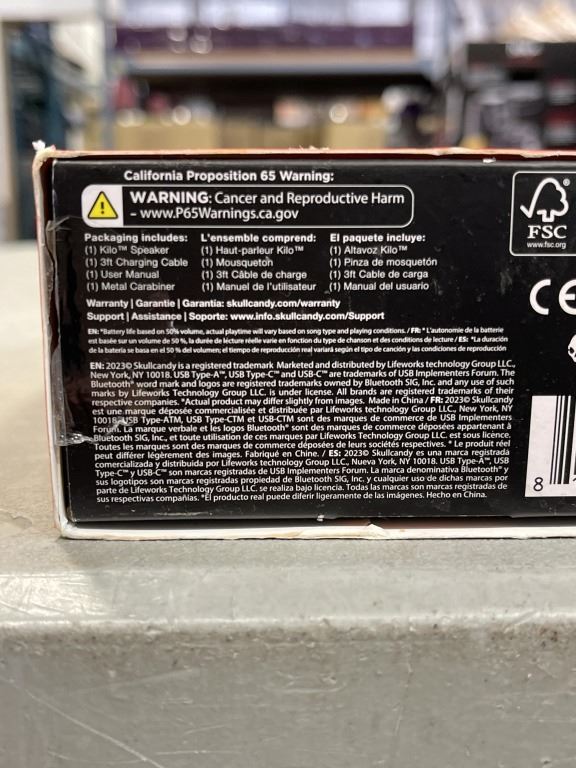 California Proposition 65 Warning:
WARNING: Cancer and Reproductive Harm
- www.P65Warnings.ca.gov
Packaging includes:
(1) Kilo™ Speaker
(1) 3ft Charging Cable
(1) User Manual
(1) Metal Carabiner
L'ensemble comprend:
(1) Haut-parleur Kilo™
(1) Mousqueton
(1) 3ft Câble de charge
(1) Manuel de l'utilisateur
El paquete incluye:
(1) Altavoz Kilo™
(1) Pinza de mosquetón
(1) 3ft Cable de carga
(1) Manual del usuario
Warranty | Garantie | Garantia: skullcandy.com/warranty
Support | Assistance | Soporte: www.info.skullcandy.com/Support
EN: *Battery life based on 50% volume, actual playtime will vary based on song type and playing conditions. / FR: * L'autonomie de la batterie
est basée sur un volume de 50 %, la durée de lécture réelle varie en fonction du type de chanson et des conditions de lecture / ES: *La duración
de la batería se basa en el 50 % del volumen; el tiempo de reproducción real variará según el tipo de canción y las condiciones de reproducción
EN: 2023© Skullcandy is a registered trademark Marketed and distributed by Lifeworks technology Group LLC.,
New York, NY 10018. USB Type-A™, USB Type-C™ and USB-C™ are trademarks of USB Implementers Forum. The
Bluetooth® word mark and logos are registered trademarks owned by Bluetooth SIG, Inc. and any use of such
marks by Lifeworks Technology Group LLC. is under license. All brands are registered trademarks of their
respective companies. *Actual product may differ slightly from images. Made in China / FR: 2023© Skullcandy
est une marque déposée commercialisée et distribuée par Lifeworks technology Group LLC., New York, NY
10018. USB Type-ATM, USB Type-CTM et USB-CTM sont des marques de commerce de USB Implementers
Forum. La marque verbale et les logos Bluetooth® sont des marques de commerce déposées appartenant à
Bluetooth SIG, Inc., et toute utilisation de ces marques par Lifeworks Technology Group LLC. est sous licence.
Toutes les marques sont des marques de commerce déposées de leurs sociétés respectives. * Le produit réel
peut différer légèrement des images. Fabriqué en Chine. / ES: 2023© Skullcandy es una marca registrada
comercializada y distribuida por Lifeworks technology Group LLC., Nueva York, NY 10018. USB Type-A™, USB
Type-C™ y USB-C™ son marcas registradas de USB Implementers Forum. La marca denominativa Bluetooth® y
sus logotipos son marcas registradas propiedad de Bluetooth SIG, Inc. y cualquier uso de dichas marcas por
parte de Lifeworks Technology Group LLC. se realiza bajo licencia. Todas las marcas son marcas registradas de
sus respectivas compañías. *El producto real puede diferir ligeramente de las imágenes. Hecho en China.
FSC
www.fsc.org
CE
8